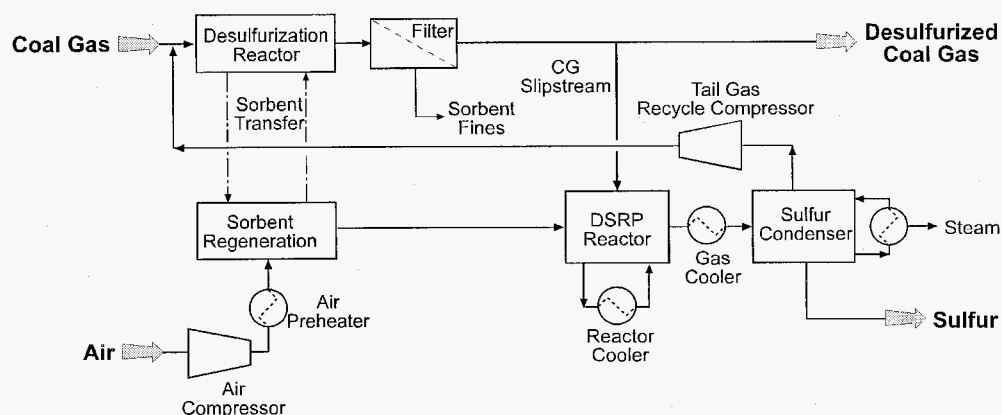 Coal Gas
Desulfurization
Reactor
Filter
Desulfurized
Coal Gas
CG
Slipstream
Sorbent
Transfer
Sorbent
Fines
Tail Gas
Recycle Compressor
Sorbent
Regeneration
DSRP
Reactor
Gas
Cooler
Sulfur
Condenser
Steam
Air
Preheater
Reactor
Cooler
Sulfur
Air
Air
Compressor